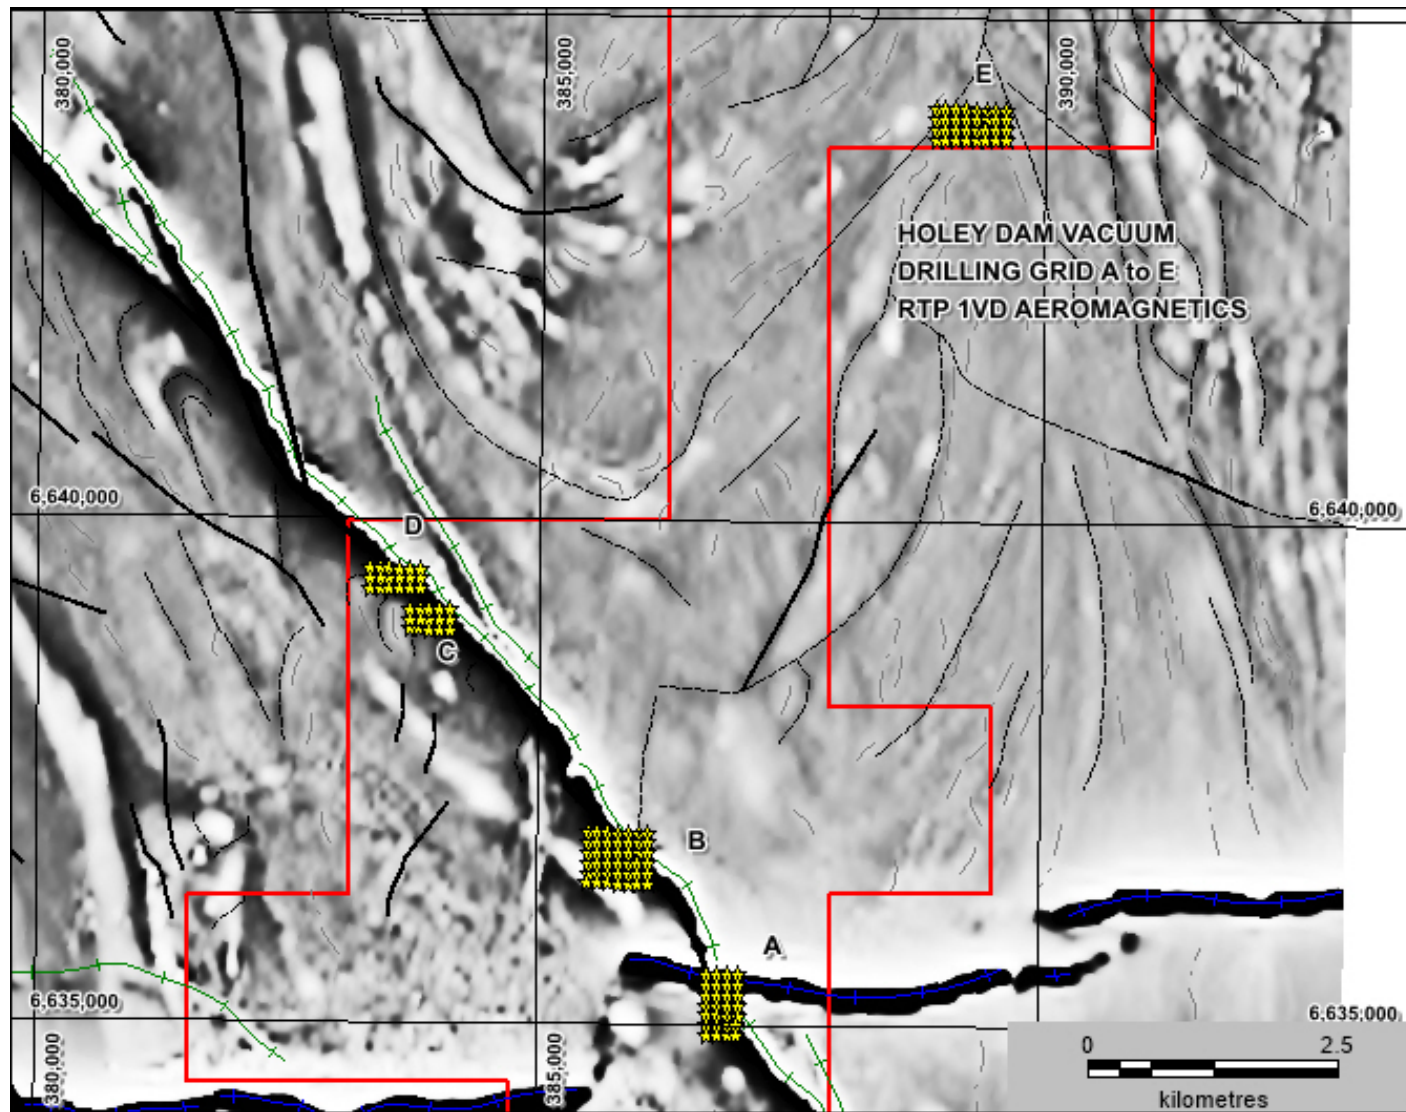 380,000
385,000
390,000
E
HOLEY DAM VACUUM
DRILLING GRID A to E
RTP 1VD AEROMAGNETICS
6,640,000
6,640,000
D
C
B
A
6,635,000
6,635,000
380,000
385,000
0 2.5
kilometres